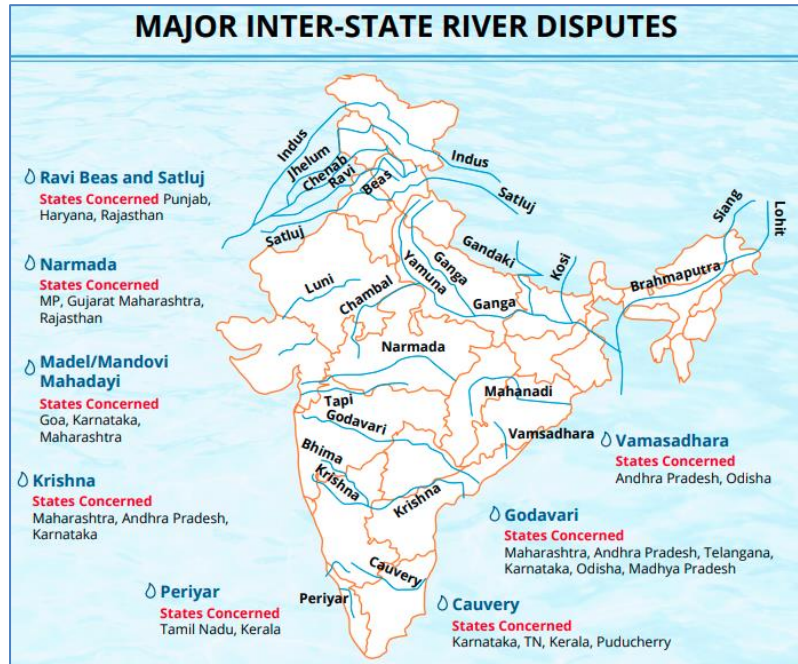 MAJOR INTER-STATE RIVER DISPUTES
Ravi Beas and Satluj
States Concerned Punjab,
Haryana, Rajasthan
Narmada
States Concerned
MP, Gujarat Maharashtra,
Rajasthan
Madel/Mandovi
Mahadayi
States Concerned
Goa, Karnataka,
Maharashtra
Krishna
States Concerned
Maharashtra, Andhra Pradesh,
Karnataka
Periyar
States Concerned
Tamil Nadu, Kerala
Indus
Jhelum
Chenab
Ravi
Beas
Indus
Satluj
Satluj
Gandaki
Kosi
Siang
Lohit
Ganga
Yamuna
Brahmaputra
Luni
Chambal
Ganga
Narmada
Tapi
Mahanadi
Godavari
Vamsadhara
Bhima
Krishna
Krishna
Cauvery
Periyar
Vamasadhara
States Concerned
Andhra Pradesh, Odisha
Godavari
States Concerned
Maharashtra, Andhra Pradesh, Telangana,
Karnataka, Odisha, Madhya Pradesh
Cauvery
States Concerned
Karnataka, TN, Kerala, Puducherry